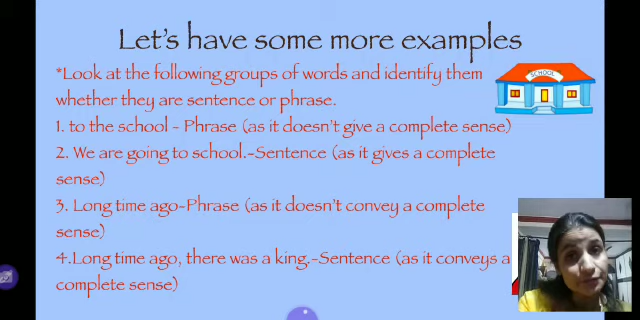 Let's have some more examples
*Look at the following groups of words and identify them
whether they are sentence or phrase.
SCHOOL
1. to the school - Phrase (as it doesn't give a complete sense)
2. We are going to school.-Sentence (as it gives a complete
sense)
3. Long time ago-Phrase (as it doesn't convey a complete
sense)
4.Long time ago, there was a king.-Sentence (as it conveys a
complete sense)